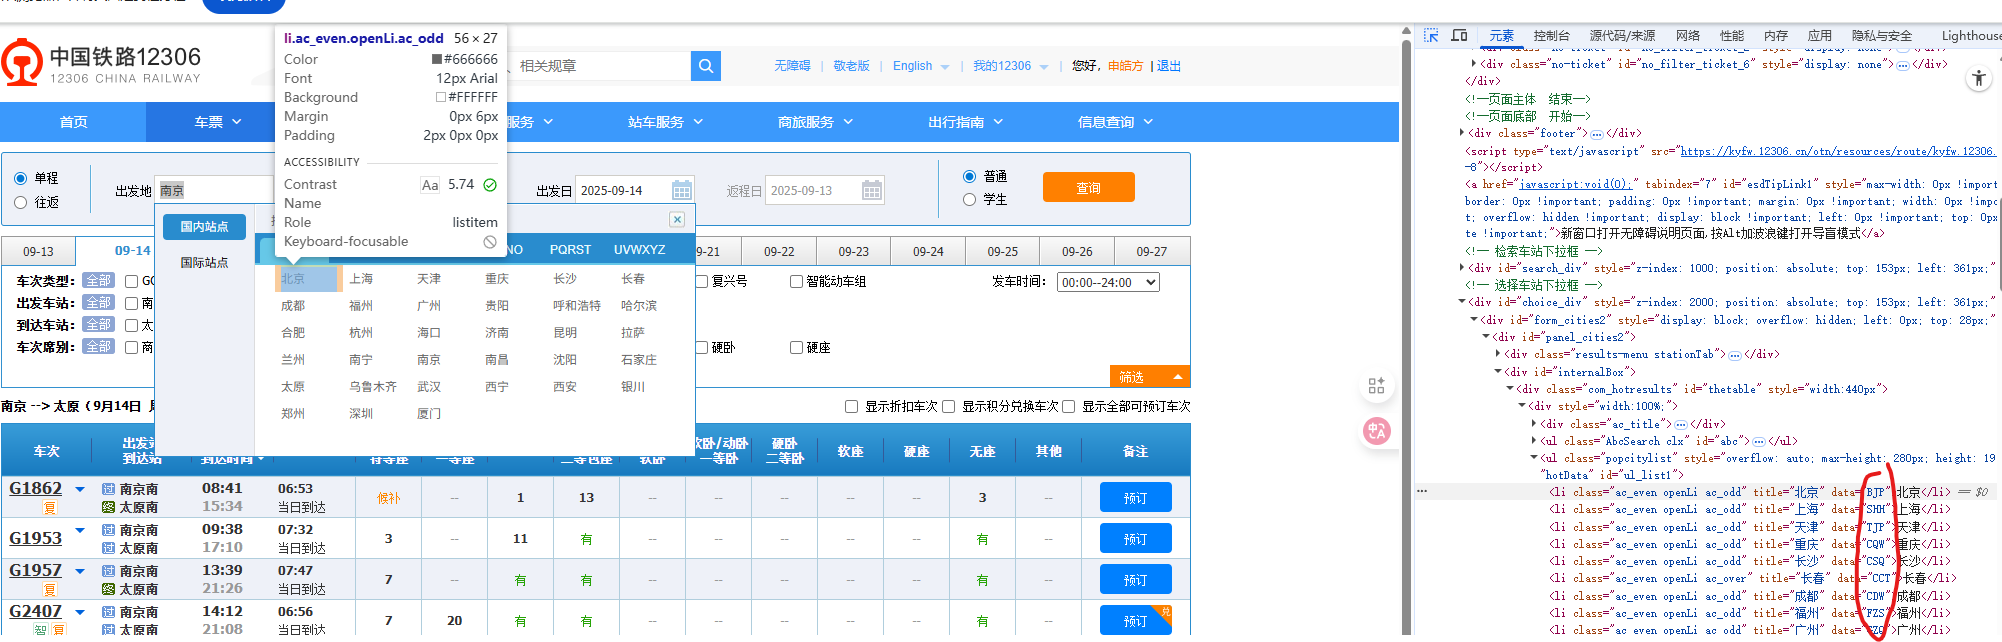 中国铁路12306
12306 CHINA RAILWAY
相关规章
无障碍 | 敬老版 | English | 我的12306 | 您好，申皓方 | 退出
首页 车票 服务 站车服务 商旅服务 出行指南 信息查询
li.ac_even.openLi.ac_odd 56 × 27
Color #666666
Font 12px Arial
Background #FFFFFF
Margin 0px 6px
Padding 2px 0px 0px
ACCESSIBILITY
Contrast Aa 5.74
Name
Role listitem
Keyboard-focusable
单程
往返
出发地 南京
出发日 2025-09-14
返程日 2025-09-13
普通
学生
查询
国内站点
国际站点
NO PQRST UVWXYZ
北京 上海 天津 重庆 长沙 长春
成都 福州 广州 贵阳 呼和浩特 哈尔滨
合肥 杭州 海口 济南 昆明 拉萨
兰州 南宁 南京 南昌 沈阳 石家庄
太原 乌鲁木齐 武汉 西宁 西安 银川
郑州 深圳 厦门
09-13 09-14 09-21 09-22 09-23 09-24 09-25 09-26 09-27
车次类型： 全部 GC 复兴号 智能动车组 发车时间： 00:00--24:00
出发车站： 全部 南
到达车站： 全部 太
车次席别： 全部 商 硬卧 硬座
筛选
南京 --> 太原（9月14日
显示折扣车次 显示积分兑换车次 显示全部可预订车次
车次 软卧/动卧 一等卧 硬卧 二等卧 软座 硬座 无座 其他 备注
G1862 过 南京南 08:41 06:53 候补 -- 1 13 -- -- -- -- -- 3 -- 预订
复 终 太原南 15:34 当日到达
G1953 过 南京南 09:38 07:32 3 -- 11 有 -- -- -- -- -- 有 -- 预订
过 太原南 17:10 当日到达
G1957 过 南京南 13:39 07:47 7 -- 有 有 -- -- -- -- -- 有 -- 预订
复 终 太原南 21:26 当日到达
G2407 过 南京南 14:12 06:56 7 20 有 有 -- -- -- -- -- 有 -- 预订 兑
智 复 过 太原南 21:08 当日到达
元素 控制台 源代码/来源 网络 性能 内存 应用 隐私与安全 Lighthouse
<div class="no-ticket" id="no_filter_ticket_6" style="display: none">…</div>
</div>
<!--页面主体 结束-->
<!--页面底部 开始-->
<div class="footer">…</div>
<script type="text/javascript" src="https://kyfw.12306.cn/otn/resources/route/kyfw.12306.
-8"></script>
<a href="javascript:void(0);" tabindex="7" id="esdTipLink1" style="max-width: 0px !import
border: 0px !important; padding: 0px !important; margin: 0px !important; width: 0px !impo
t; overflow: hidden !important; display: block !important; left: 0px !important; top: 0px
te !important;">新窗口打开无障碍说明页面,按Alt加波浪键打开导盲模式</a>
<!-- 检索车站下拉框 -->
<div id="search_div" style="z-index: 1000; position: absolute; top: 153px; left: 361px;"
<!-- 选择车站下拉框 -->
<div id="choice_div" style="z-index: 2000; position: absolute; top: 153px; left: 361px;"
<div id="form_cities2" style="display: block; overflow: hidden; left: 0px; top: 28px;"
<div id="panel_cities2">
<div class="results-menu stationTab">…</div>
<div id="internalBox">
<div class="com_hotresults" id="thetable" style="width:440px">
<div style="width:100%;">
<div class="ac_title">…</div>
<ul class="AbcSearch clx" id="abc">…</ul>
<ul class="popcitylist" style="overflow: auto; max-height: 280px; height: 19
"hotData" id="ul_list1">
<li class="ac_even openLi ac_odd" title="北京" data="BJP">北京</li> == $0
<li class="ac_even openLi ac_odd" title="上海" data="SHH">上海</li>
<li class="ac_even openLi ac_odd" title="天津" data="TJP">天津</li>
<li class="ac_even openLi ac_odd" title="重庆" data="CQW">重庆</li>
<li class="ac_even openLi ac_odd" title="长沙" data="CSQ">长沙</li>
<li class="ac_even openLi ac_over" title="长春" data="CCT">长春</li>
<li class="ac_even openLi ac_odd" title="成都" data="CDW">成都</li>
<li class="ac_even openLi ac_odd" title="福州" data="FZS">福州</li>
<li class="ac_even openLi ac_odd" title="广州" data="GZQ">广州</li>